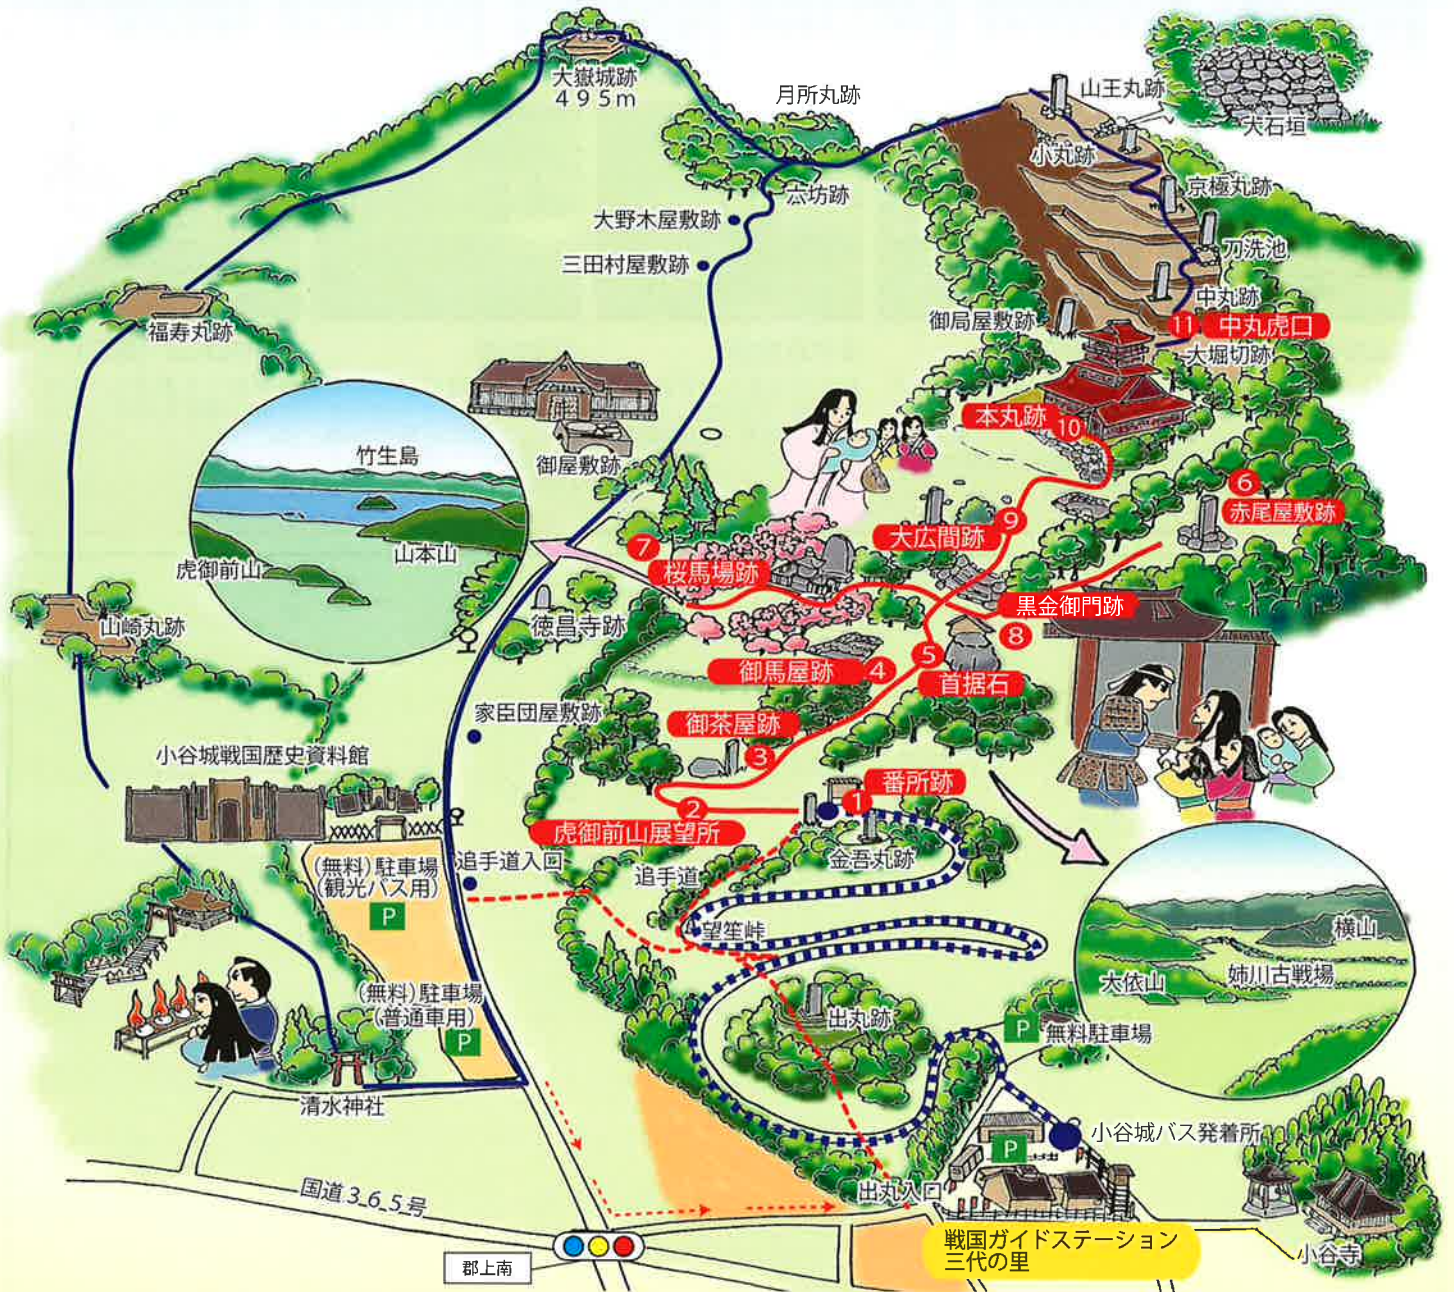 大嶽城跡
495m
月所丸跡
山王丸跡
大石垣
小丸跡
京極丸跡
六坊跡
大野木屋敷跡
刀洗池
三田村屋敷跡
中丸跡
御局屋敷跡
11 中丸虎口
福寿丸跡
大堀切跡
本丸跡 10
竹生島
御屋敷跡
6
赤尾屋敷跡
9
大広間跡
7
桜馬場跡
山本山
虎御前山
黒金御門跡
8
徳昌寺跡
山崎丸跡
5
御馬屋跡 4
首据石
家臣団屋敷跡
御茶屋跡
3
小谷城戦国歴史資料館
1 番所跡
2
虎御前山展望所
金吾丸跡
追手道入口
追手道
(無料)駐車場
(観光バス用)
P
望笙峠
横山
姉川古戦場
大依山
(無料)駐車場
(普通車用)
P
出丸跡
P 無料駐車場
清水神社
小谷城バス発着所
P
出丸入口
国道365号
戦国ガイドステーション
三代の里
小谷寺
郡上南